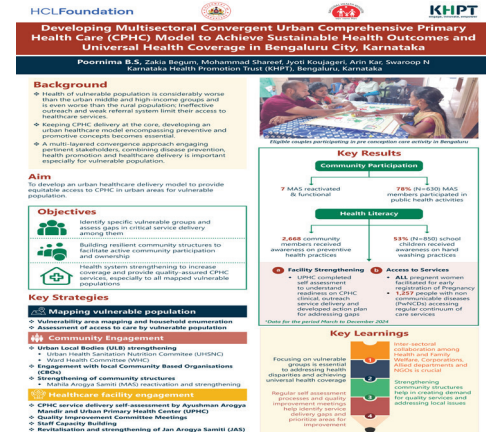 HCLFoundation
KHPT
Developing Multisectoral Convergent Urban Comprehensive Primary
Health Care (CPHC) Model to Achieve Sustainable Health Outcomes and
Universal Health Coverage in Bengaluru City, Karnataka
Poornima B.S, Zakia Begum, Mohammad Shareef, Jyoti Koujageri, Arin Kar, Swaroop N
Karnataka Health Promotion Trust (KHPT), Bengaluru, Karnataka
Background
Health of vulnerable population is considerably worse
than the urban middle and high-income groups and
is even worse than the rural population; Ineffective
outreach and weak referral system limit their access to
healthcare services.
Keeping CPHC delivery at the core, developing an
urban healthcare model encompassing preventive and
promotive concepts becomes essential.
A multi-layered convergence approach engaging
pertinent stakeholders, combining disease prevention,
health promotion and healthcare delivery is important
especially for vulnerable population.
Aim
To develop an urban healthcare delivery model to provide
equitable access to CPHC in urban areas for vulnerable
population.
Objectives
Identify specific vulnerable groups and
assess gaps in critical service delivery
among them
Building resilient community structures to
facilitate active community participation
and ownership
Health system strengthening to increase
coverage and provide quality-assured CPHC
services, especially to all mapped vulnerable
populations
Key Strategies
Mapping vulnerable population
Vulnerability area mapping and household enumeration
Assessment of access to care by vulnerable population
Community Engagement
Urban Local Bodies (ULB) strengthening
• Urban Health Sanitation Nutrition Commitee (UHSNC)
• Ward Health Committee (WHC)
Engagement with local Community Based Organisations
(CBOs)
Strengthening of community structures
• Mahila Arogya Samiti (MAS) reactivation and strengthening
Healthcare facility engagement
CPHC service delivery self-assessment by Ayushman Arogya
Mandir and Urban Primary Health Center (UPHC)
Quality Improvement Committee Meetings
Staff Capacity Building
Revitalisation and strengthening of Jan Arogya Samiti (JAS)
Eligible couples participating in pre conception care activity in Bengaluru
Key Results
Community Participation
7 MAS reactivated
& functional
78% (N=630) MAS
members participated in
public health activities
Health Literacy
2,668 community
members received
awareness on preventive
health practices
53% (N=850) school
children received
awareness on hand
washing practices
a Facility Strengthening
• UPHC completed
self assessment
to understand
readiness on CPHC
clinical, outreach
service delivery and
developed action plan
for addressing gaps
b Access to Services
• ALL pregnant women
facilitated for early
registration of Pregnancy
• 1,257 people with non
communicable diseases
(PwNCDs) accessing
regular continuum of
care services
*Data for the period March to December 2024
Key Learnings
1
Inter-sectoral
collaboration among
Health and Family
Welfare, Corporations,
Allied departments and
NGOs is crucial
2
Focusing on vulnerable
groups is essential
to addressing health
disparities and achieving
universal health coverage
3
Strengthening
community structures
help in creating demand
for quality services and
addressing local issues
4
Regular self assessment
processes and quality
improvement meetings
help identify service
delivery gaps and
prioritize areas for
improvement